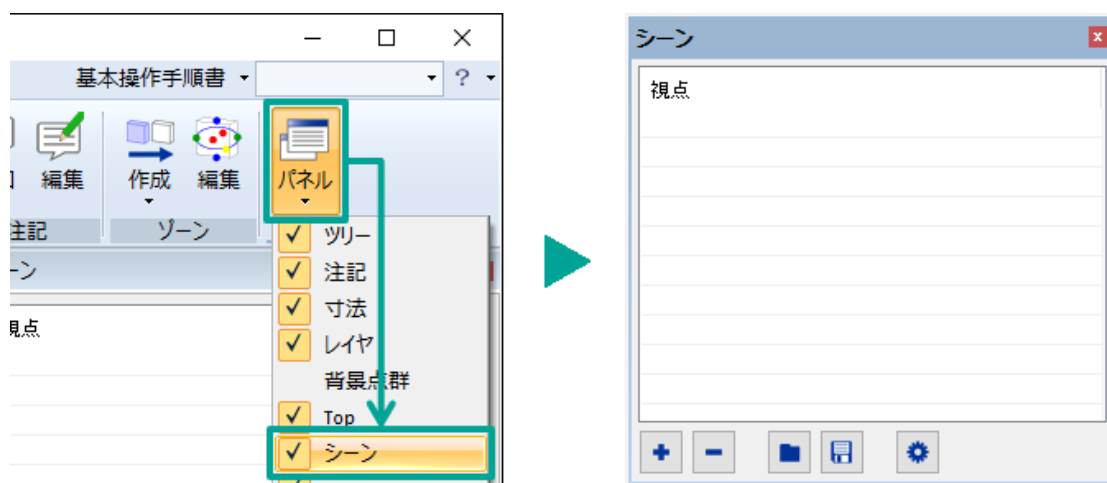 基本操作手順書
?
編集
作成
編集
パネル
注記
ゾーン
ーン
視点
ツリー
注記
寸法
レイヤ
背景点群
Top
シーン
シーン
x
視点